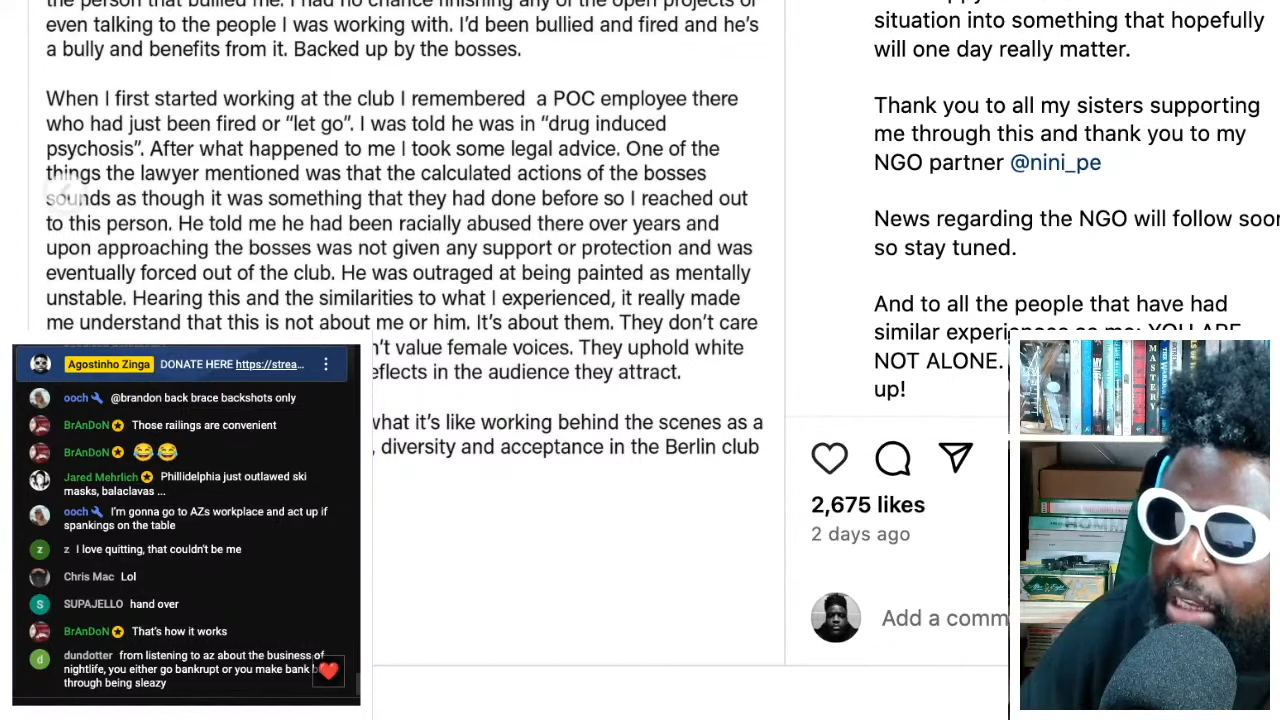 the person that bullied me. I had no chance finishing any of the open projects or
even talking to the people I was working with. I'd been bullied and fired and he's
a bully and benefits from it. Backed up by the bosses.
When I first started working at the club I remembered a POC employee there
who had just been fired or “let go”. I was told he was in “drug induced
psychosis”. After what happened to me I took some legal advice. One of the
things the lawyer mentioned was that the calculated actions of the bosses
sounds as though it was something that they had done before so I reached out
to this person. He told me he had been racially abused there over years and
upon approaching the bosses was not given any support or protection and was
eventually forced out of the club. He was outraged at being painted as mentally
unstable. Hearing this and the similarities to what I experienced, it really made
me understand that this is not about me or him. It's about them. They don't care
n't value female voices. They uphold white
eflects in the audience they attract.
what it's like working behind the scenes as a
, diversity and acceptance in the Berlin club
situation into something that hopefully
will one day really matter.
Thank you to all my sisters supporting
me through this and thank you to my
NGO partner @nini_pe
News regarding the NGO will follow soon
so stay tuned.
And to all the people that have had
similar experiences as me: YOU ARE
NOT ALONE.
up!
2,675 likes
2 days ago
Add a comm
Agostinho Zinga DONATE HERE https://strea...
ooch @brandon back brace backshots only
BrAnDoN Those railings are convenient
BrAnDoN 😂😂
Jared Mehrlich Phillidelphia just outlawed ski
masks, balaclavas ...
ooch I'm gonna go to AZs workplace and act up if
spankings on the table
z z I love quitting, that couldn't be me
Chris Mac Lol
S SUPAJELLO hand over
BrAnDoN That's how it works
d dundotter from listening to az about the business of
nightlife, you either go bankrupt or you make bank b
through being sleazy
MASTERY